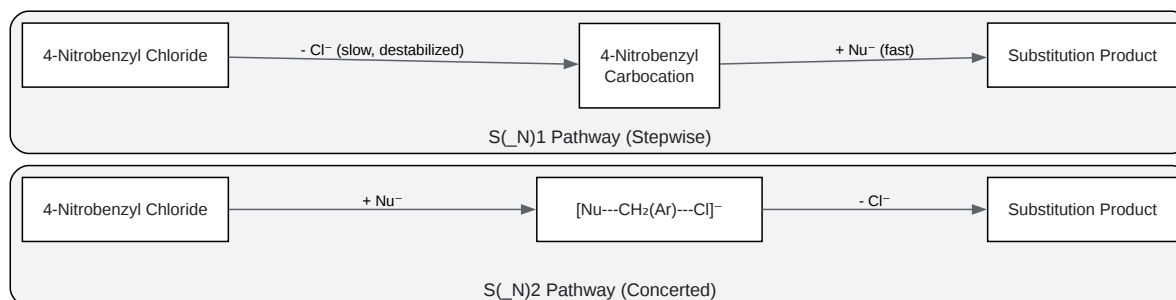 4-Nitrobenzyl Chloride
- Cl⁻ (slow, destabilized)
4-Nitrobenzyl
Carbocation
+ Nu⁻ (fast)
Substitution Product
S(_N)1 Pathway (Stepwise)
4-Nitrobenzyl Chloride
+ Nu⁻
[Nu---CH₂(Ar)---Cl]⁻
- Cl⁻
Substitution Product
S(_N)2 Pathway (Concerted)